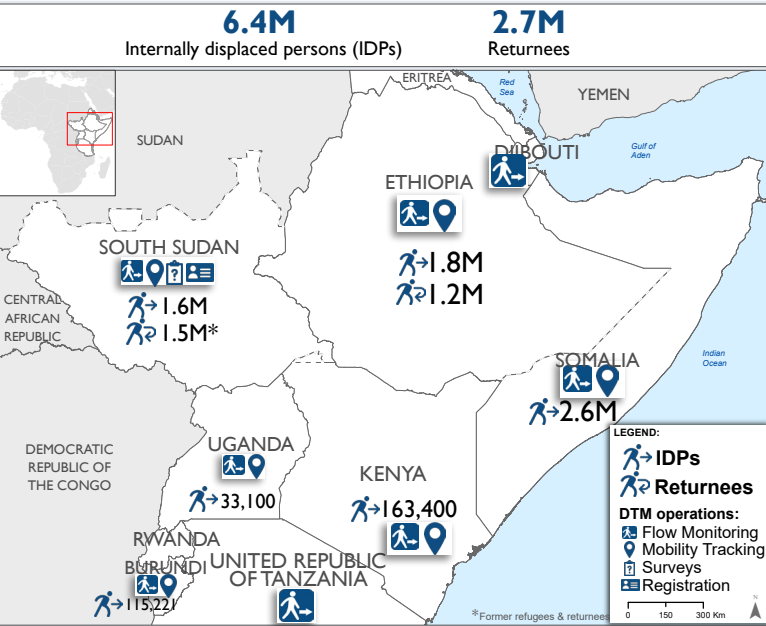 6.4M
Internally displaced persons (IDPs)
2.7M
Returnees
ERITREA
Red
Sea
YEMEN
SUDAN
DJIBOUTI
Gulf of
Aden
ETHIOPIA
1.8M
1.2M
SOUTH SUDAN
1.6M
1.5M*
CENTRAL
AFRICAN
REPUBLIC
Indian
Ocean
SOMALIA
2.6M
DEMOCRATIC
REPUBLIC OF
THE CONGO
UGANDA
33,100
KENYA
163,400
RWANDA
BURUNDI
115,221
UNITED REPUBLIC
OF TANZANIA
LEGEND:
IDPs
Returnees
DTM operations:
Flow Monitoring
Mobility Tracking
? Surveys
Registration
0 150 300 Km
N
*Former refugees & returnees